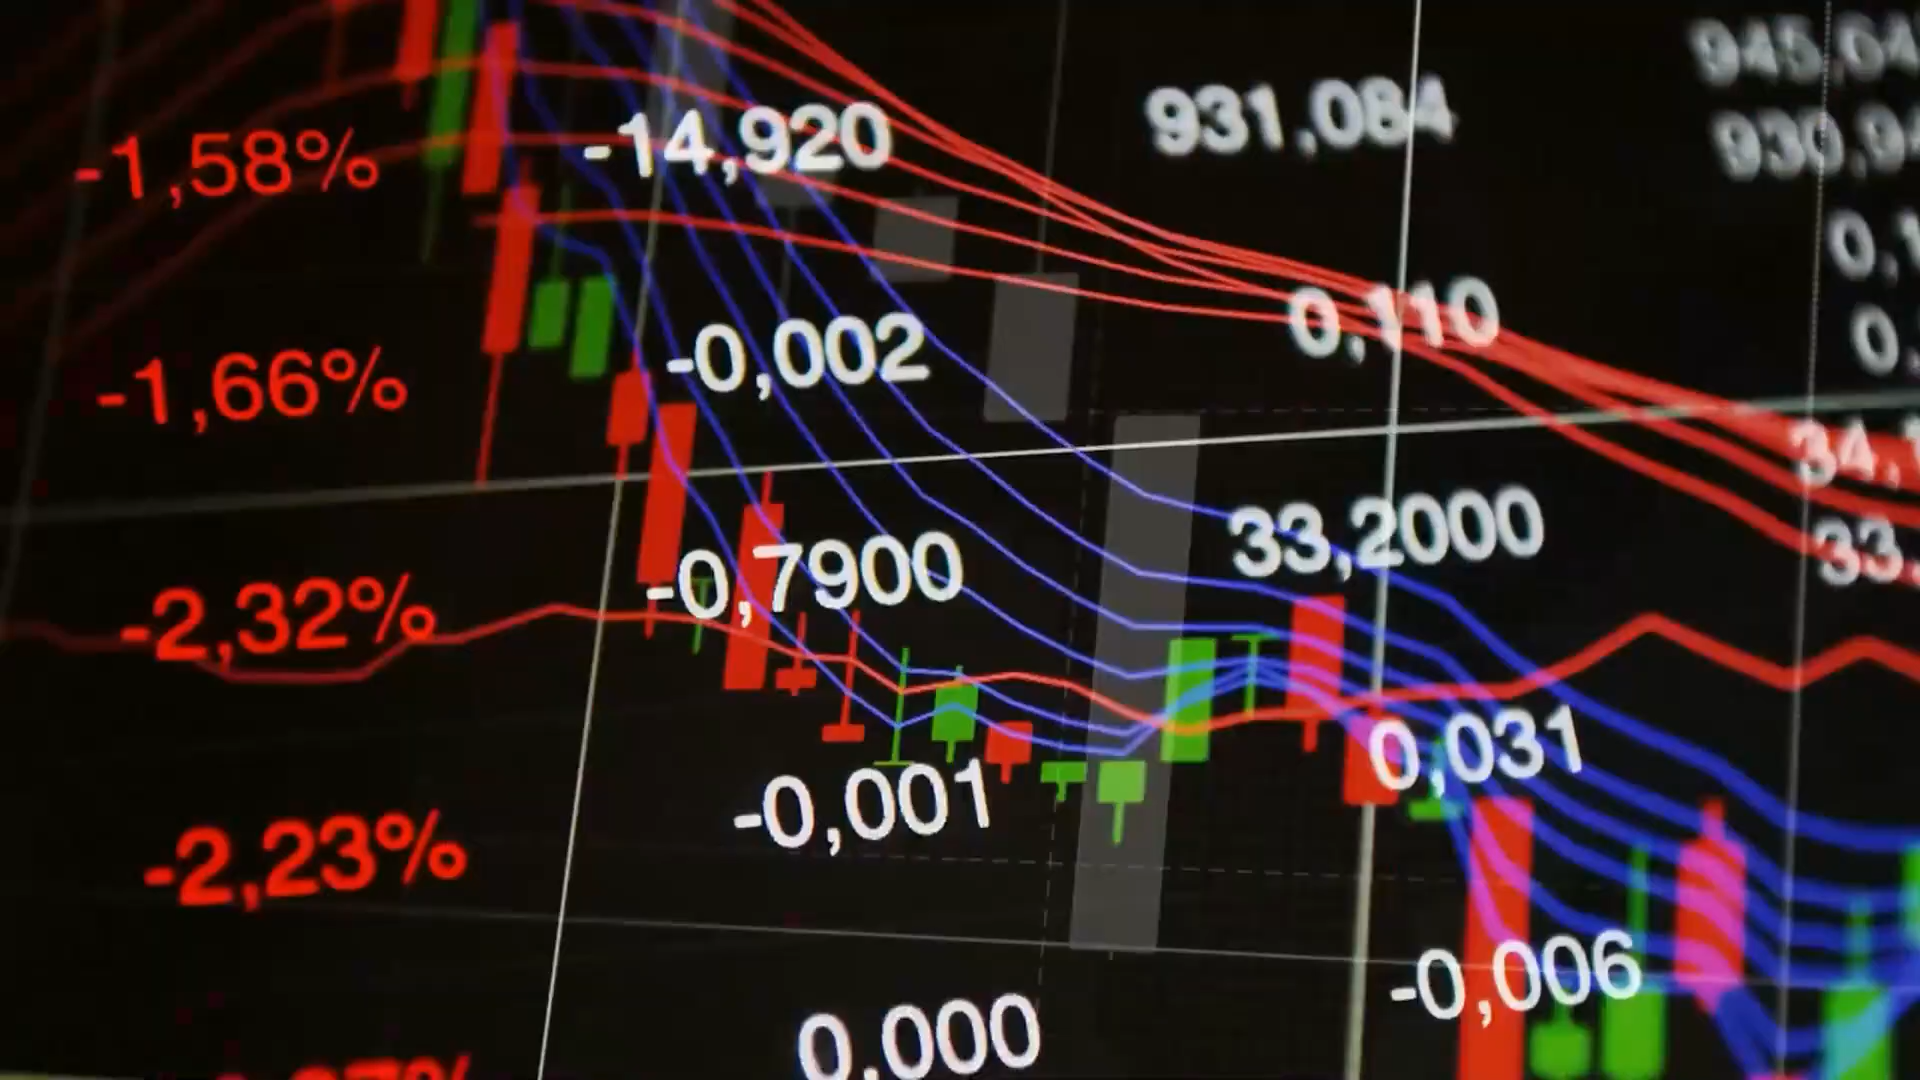 -1,58% -14,920 931,084
-1,66% -0,002 0,110
-2,32% -0,7900 33,2000
-2,23% -0,001 0,031
0,000 -0,006